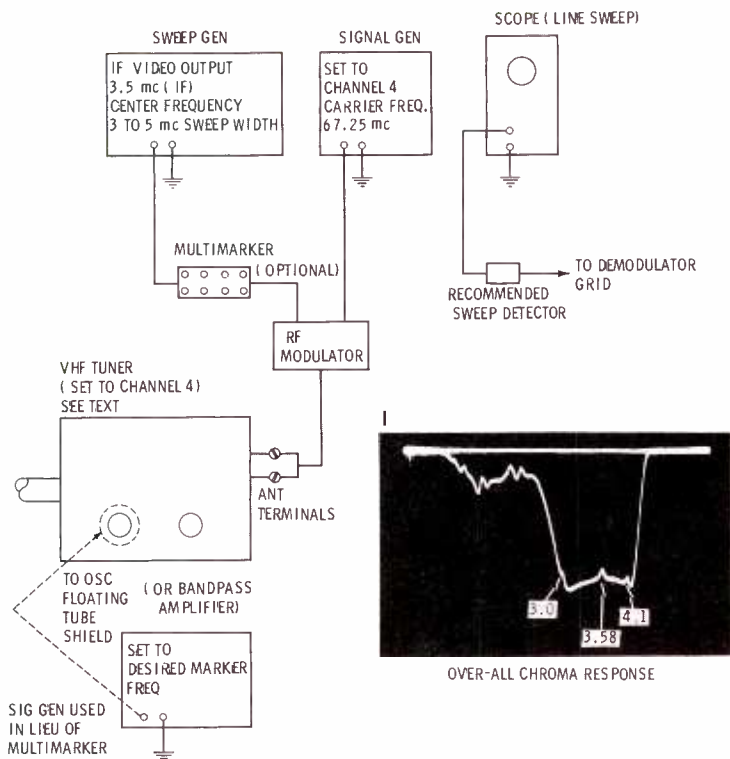 SWEEP GEN
IF VIDEO OUTPUT
3.5 mc (IF)
CENTER FREQUENCY
3 TO 5 mc SWEEP WIDTH
SIGNAL GEN
SET TO
CHANNEL 4
CARRIER FREQ.
67.25 mc
SCOPE (LINE SWEEP)
MULTIMARKER
(OPTIONAL)
TO DEMODULATOR
GRID
RECOMMENDED
SWEEP DETECTOR
RF
MODULATOR
VHF TUNER
(SET TO CHANNEL 4)
SEE TEXT
ANT
TERMINALS
TO OSC
FLOATING
TUBE
SHIELD
(OR BANDPASS
AMPLIFIER)
SET TO
DESIRED MARKER
FREQ
SIG GEN USED
IN LIEU OF
MULTIMARKER
3.0
3.58
4.1
OVER-ALL CHROMA RESPONSE